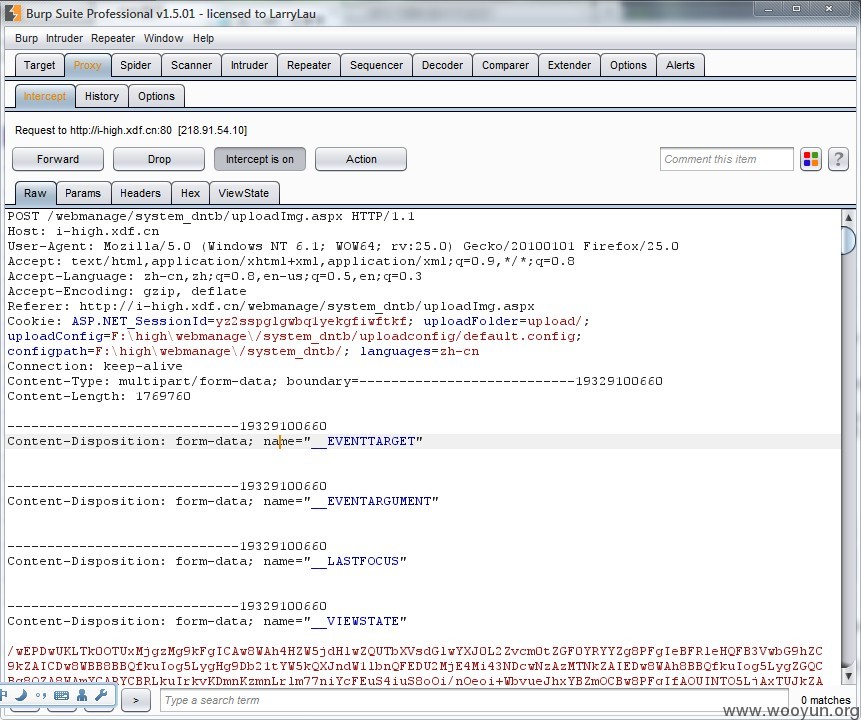 Burp Suite Professional v1.5.01 - licensed to LarryLau
Burp Intruder Repeater Window Help
Target Proxy Spider Scanner Intruder Repeater Sequencer Decoder Comparer Extender Options Alerts
Intercept History Options
Request to http://i-high.xdf.cn:80 [218.91.54.10]
Forward Drop Intercept is on Action Comment this item ?
Raw Params Headers Hex ViewState
POST /webmanage/system_dntb/uploadImg.aspx HTTP/1.1
Host: i-high.xdf.cn
User-Agent: Mozilla/5.0 (Windows NT 6.1; WOW64; rv:25.0) Gecko/20100101 Firefox/25.0
Accept: text/html,application/xhtml+xml,application/xml;q=0.9,*/*;q=0.8
Accept-Language: zh-cn,zh;q=0.8,en-us;q=0.5,en;q=0.3
Accept-Encoding: gzip, deflate
Referer: http://i-high.xdf.cn/webmanage/system_dntb/uploadImg.aspx
Cookie: ASP.NET_SessionId=yz2sspglgwbqlyekgfiwftkf; uploadFolder=upload/;
uploadConfig=F:\high\webmanage\/system_dntb/uploadconfig/default.config;
configpath=F:\high\webmanage\/system_dntb/; languages=zh-cn
Connection: keep-alive
Content-Type: multipart/form-data; boundary=---------------------------19329100660
Content-Length: 1769760
-----------------------------19329100660
Content-Disposition: form-data; name="__EVENTTARGET"
-----------------------------19329100660
Content-Disposition: form-data; name="__EVENTARGUMENT"
-----------------------------19329100660
Content-Disposition: form-data; name="__LASTFOCUS"
-----------------------------19329100660
Content-Disposition: form-data; name="__VIEWSTATE"
> Type a search term 0 matches
www.wooyun.org